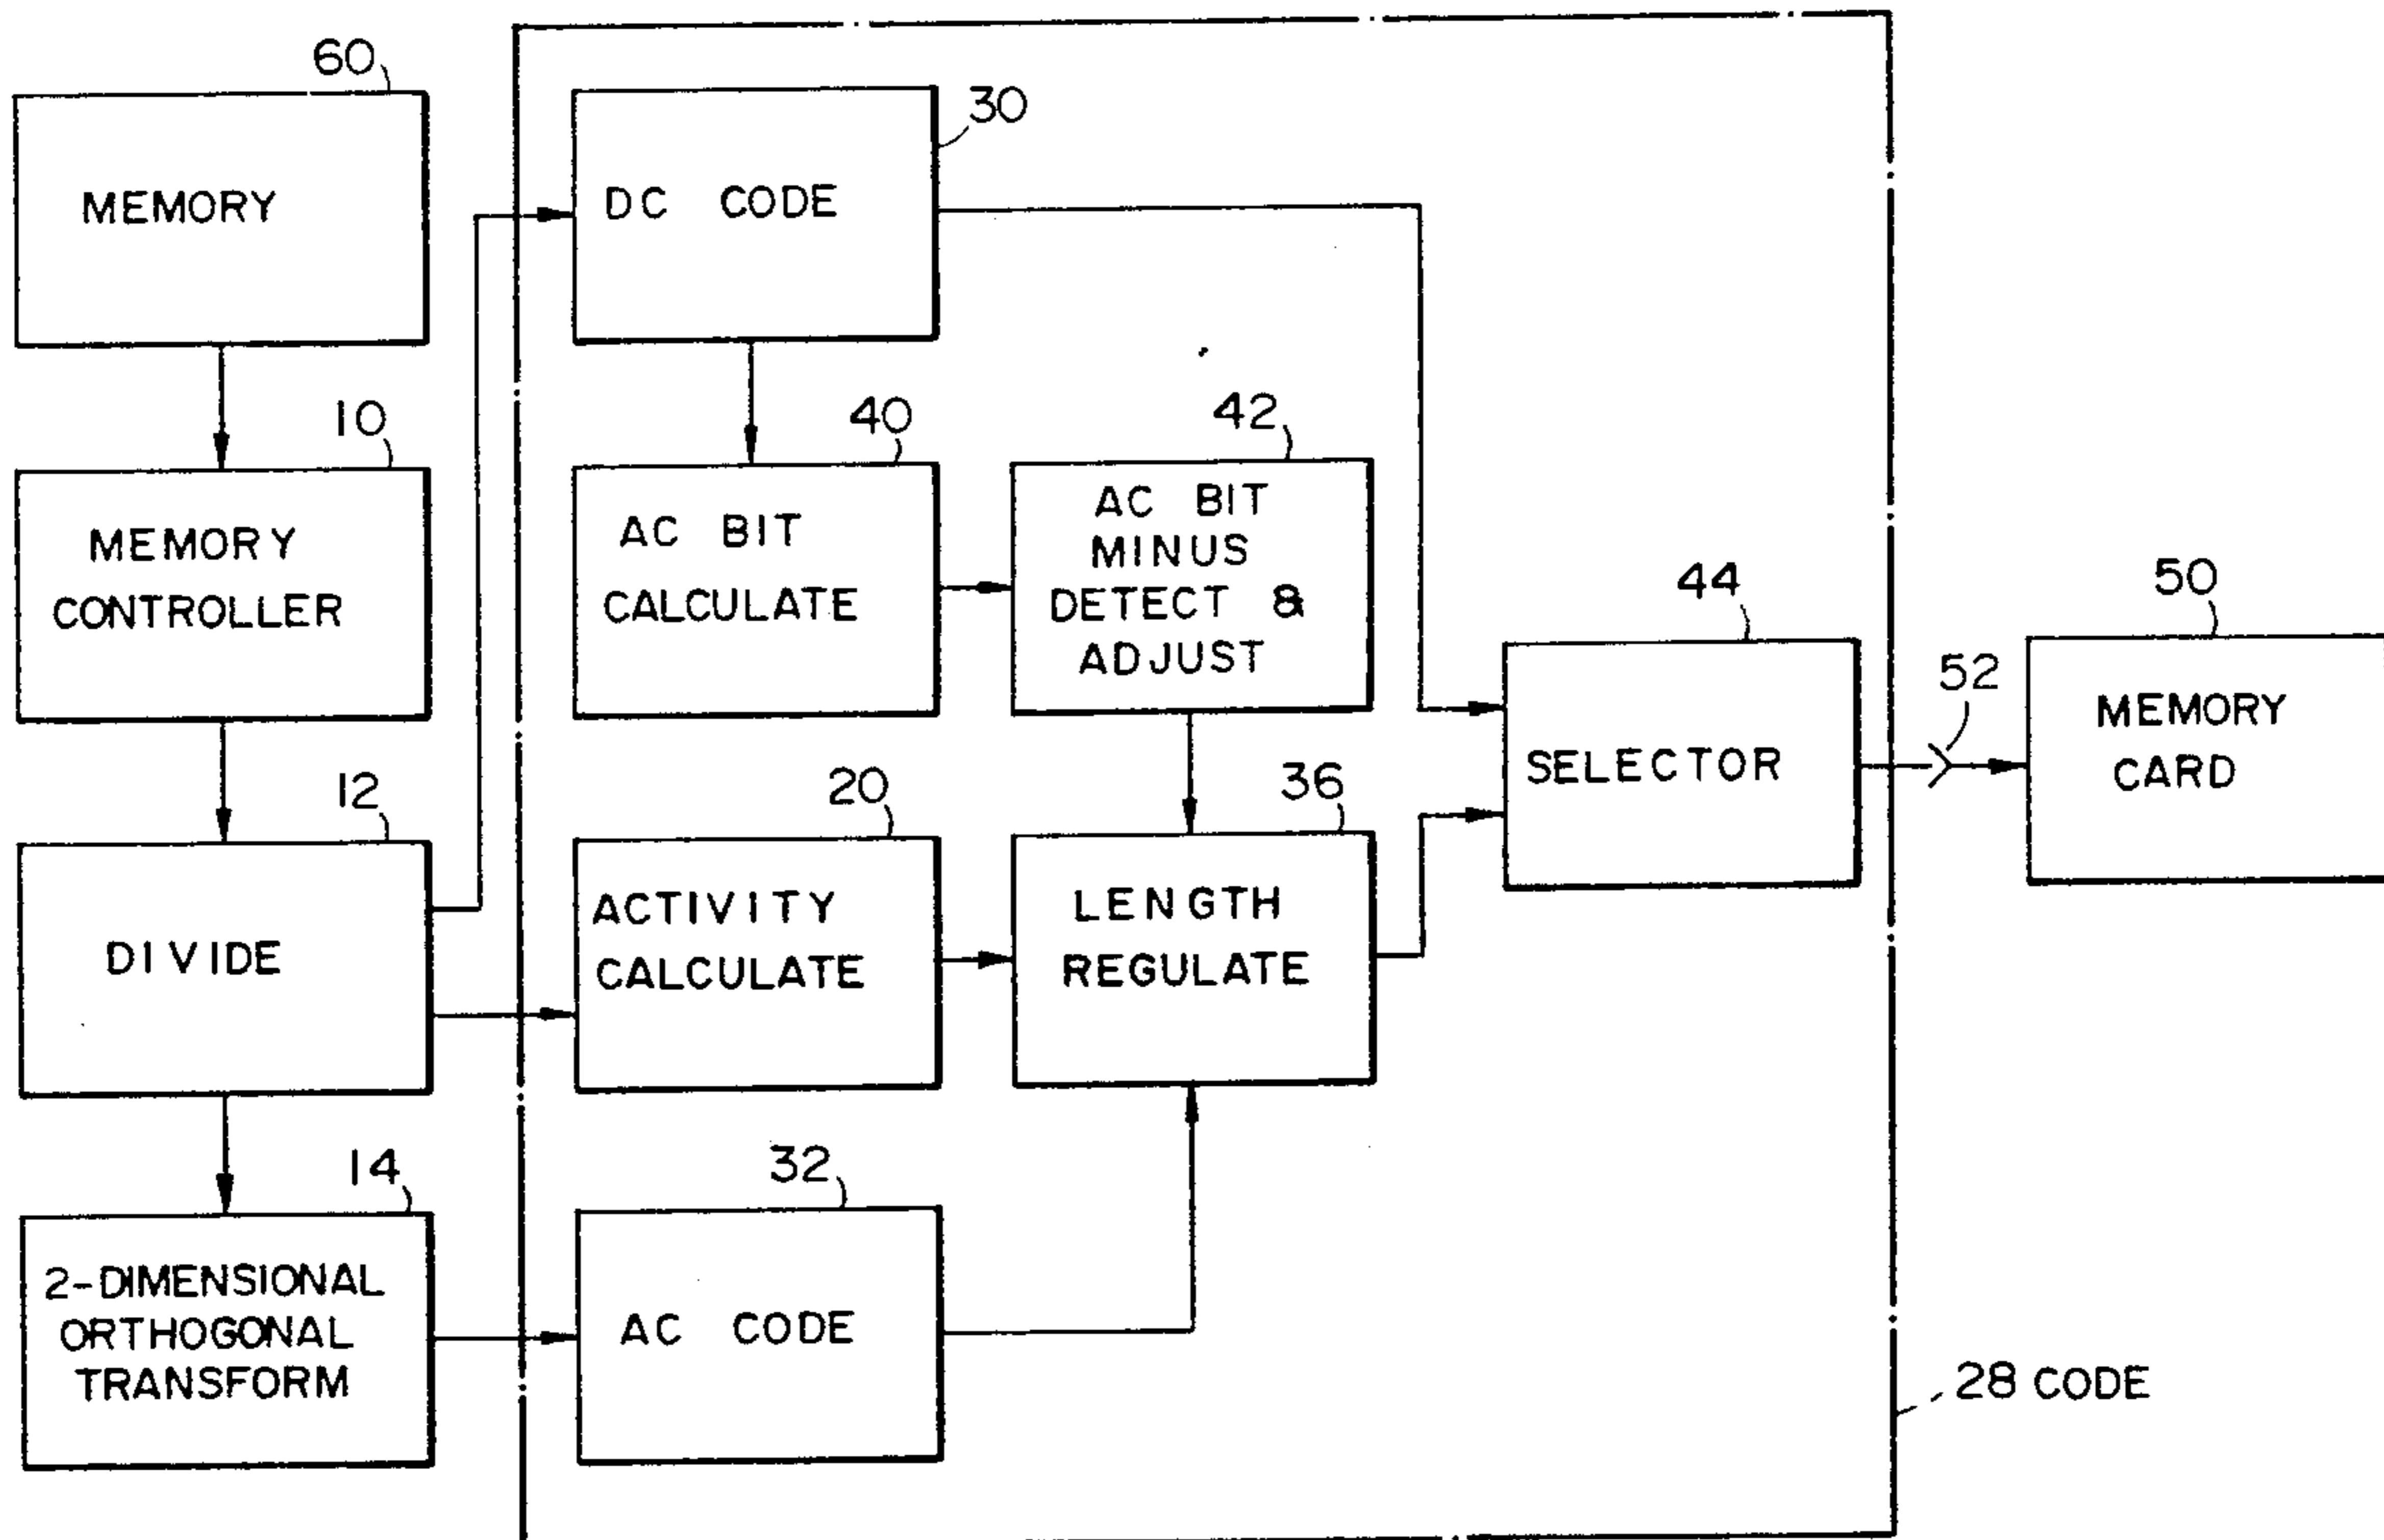 60
MEMORY
10
MEMORY
CONTROLLER
12
DIVIDE
14
2-DIMENSIONAL
ORTHOGONAL
TRANSFORM
30
DC CODE
40
AC BIT
CALCULATE
42
AC BIT
MINUS
DETECT &
ADJUST
20
ACTIVITY
CALCULATE
36
LENGTH
REGULATE
32
AC CODE
44
SELECTOR
52
50
MEMORY
CARD
28 CODE